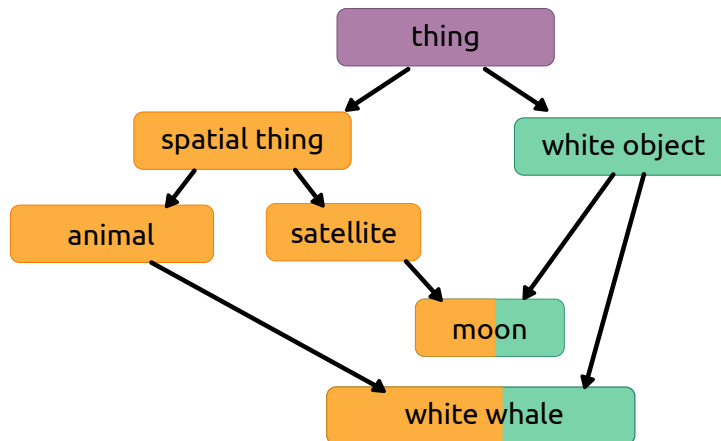 thing
spatial thing
white object
animal
satellite
moon
white whale